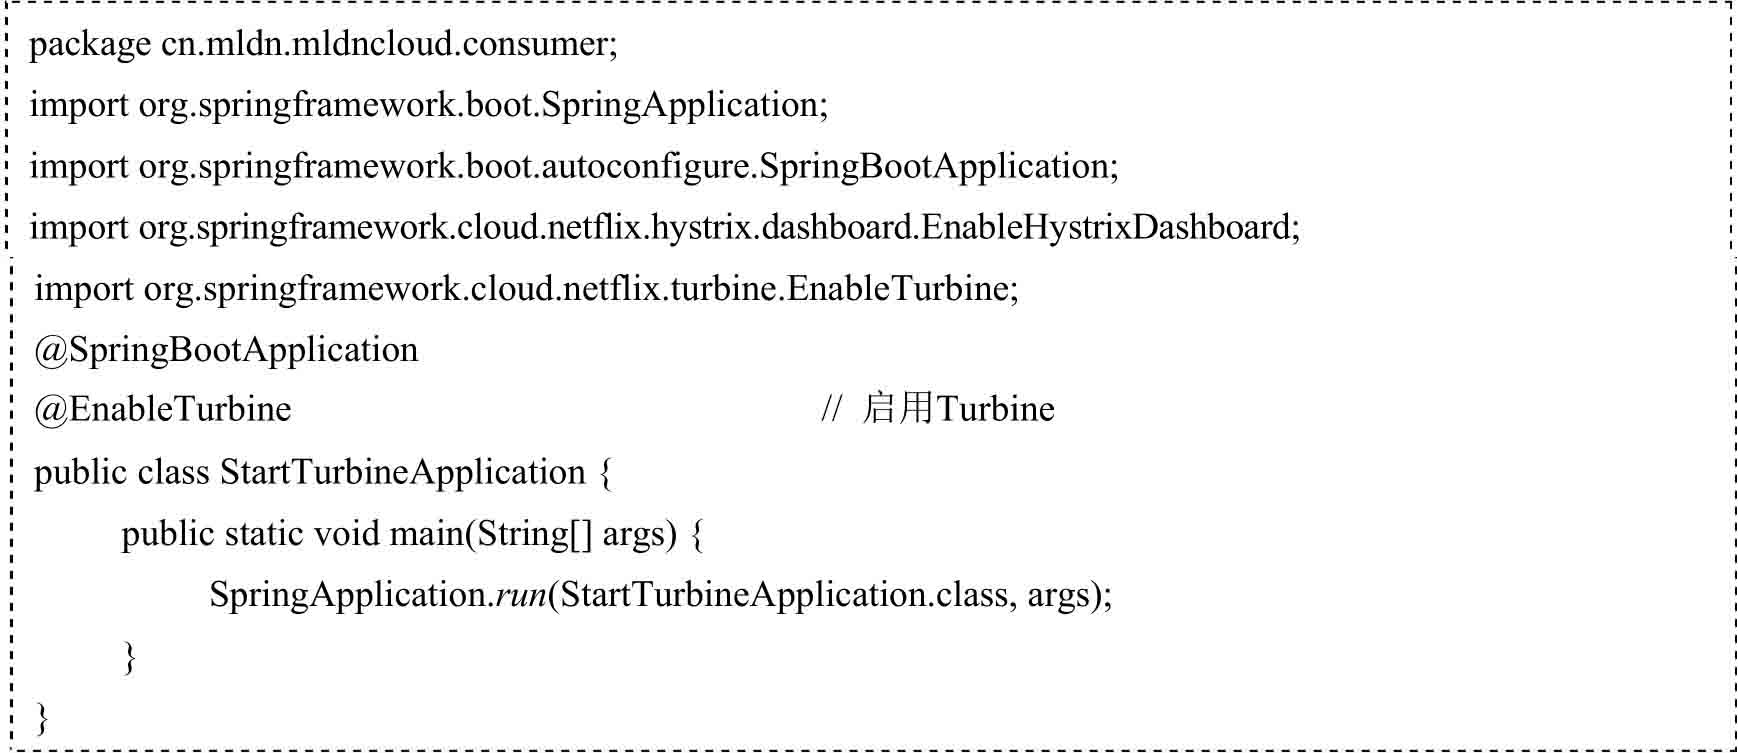 package cn.mldn.mldncloud.consumer;
import org.springframework.boot.SpringApplication;
import org.springframework.boot.autoconfigure.SpringBootApplication;
import org.springframework.cloud.netflix.hystrix.dashboard.EnableHystrixDashboard;
import org.springframework.cloud.netflix.turbine.EnableTurbine;
@SpringBootApplication
@EnableTurbine // 启用Turbine
public class StartTurbineApplication {
public static void main(String[] args) {
SpringApplication.run(StartTurbineApplication.class, args);
}
}